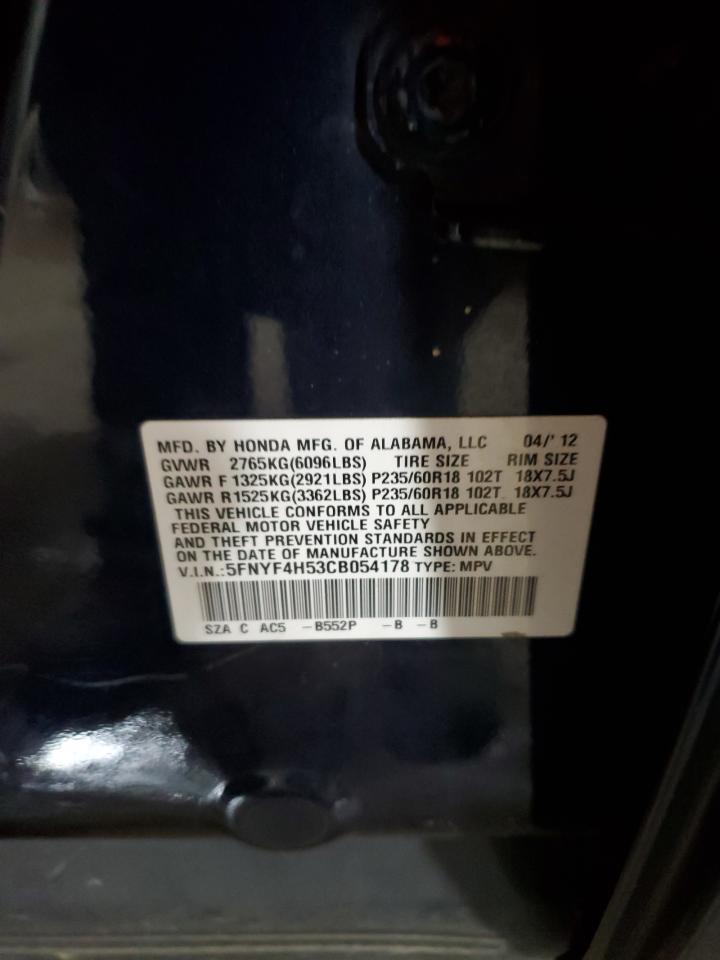 MFD. BY HONDA MFG. OF ALABAMA, LLC 04/' 12
GVWR 2765KG(6096LBS) TIRE SIZE RIM SIZE
GAWR F 1325KG(2921LBS) P235/60R18 102T 18X7.5J
GAWR R1525KG(3362LBS) P235/60R18 102T 18X7.5J
THIS VEHICLE CONFORMS TO ALL APPLICABLE
FEDERAL MOTOR VEHICLE SAFETY
AND THEFT PREVENTION STANDARDS IN EFFECT
ON THE DATE OF MANUFACTURE SHOWN ABOVE.
V.I.N.:5FNYF4H53CB054178 TYPE: MPV
SZA C AC5 -B552P -B -B